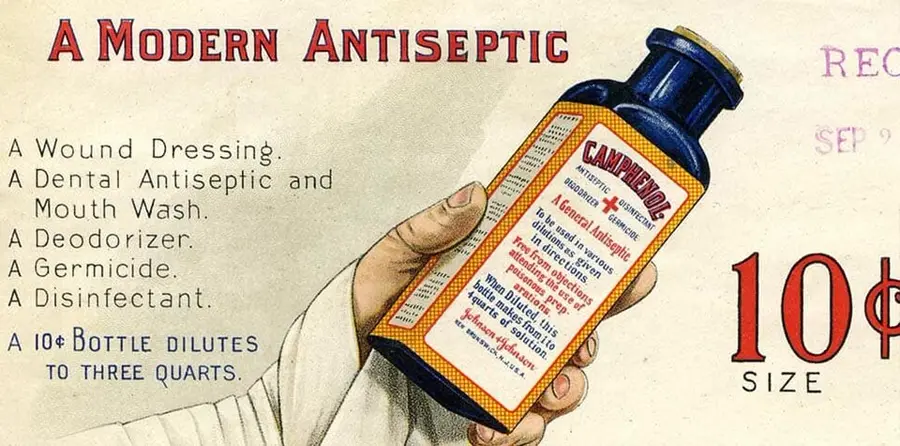 A MODERN ANTISEPTIC
A Wound Dressing.
A Dental Antiseptic and
Mouth Wash.
A Deodorizer.
A Germicide.
A Disinfectant.
A 10¢ BOTTLE DILUTES
TO THREE QUARTS.
CAMPHENOL
ANTISEPTIC DISINFECTANT
DEODORIZER GERMICIDE
A General Antiseptic
To be used in various
dilutions as given
in directions.
Free from objections
attending the use of
poisonous prep-
arations.
When Diluted, this
bottle makes from 1 to
4 quarts of solution.
Johnson & Johnson
NEW BRUNSWICK, N.J., U.S.A.
REC
SEP
10¢
SIZE